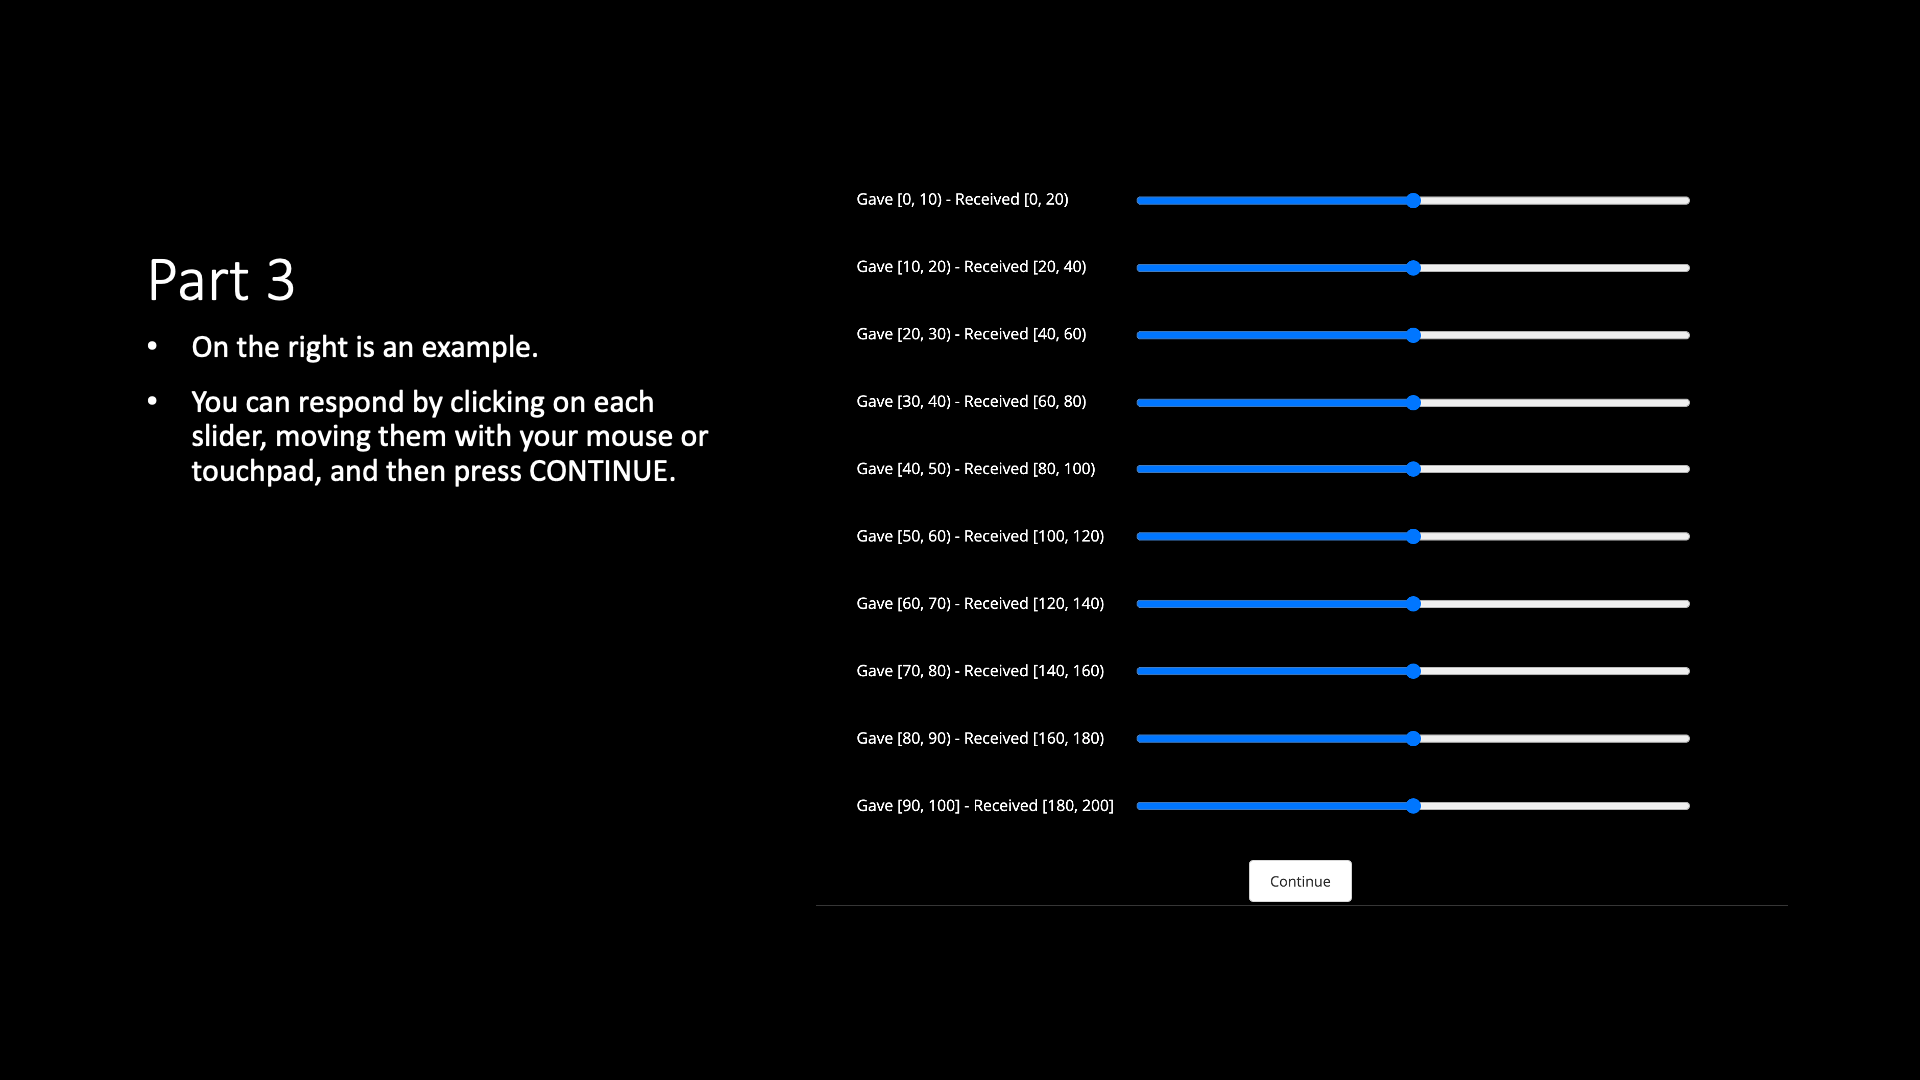 Part 3
• On the right is an example.
• You can respond by clicking on each
slider, moving them with your mouse or
touchpad, and then press CONTINUE.
Gave [0, 10) - Received [0, 20)
Gave [10, 20) - Received [20, 40)
Gave [20, 30) - Received [40, 60)
Gave [30, 40) - Received [60, 80)
Gave [40, 50) - Received [80, 100)
Gave [50, 60) - Received [100, 120)
Gave [60, 70) - Received [120, 140)
Gave [70, 80) - Received [140, 160)
Gave [80, 90) - Received [160, 180)
Gave [90, 100] - Received [180, 200]
Continue